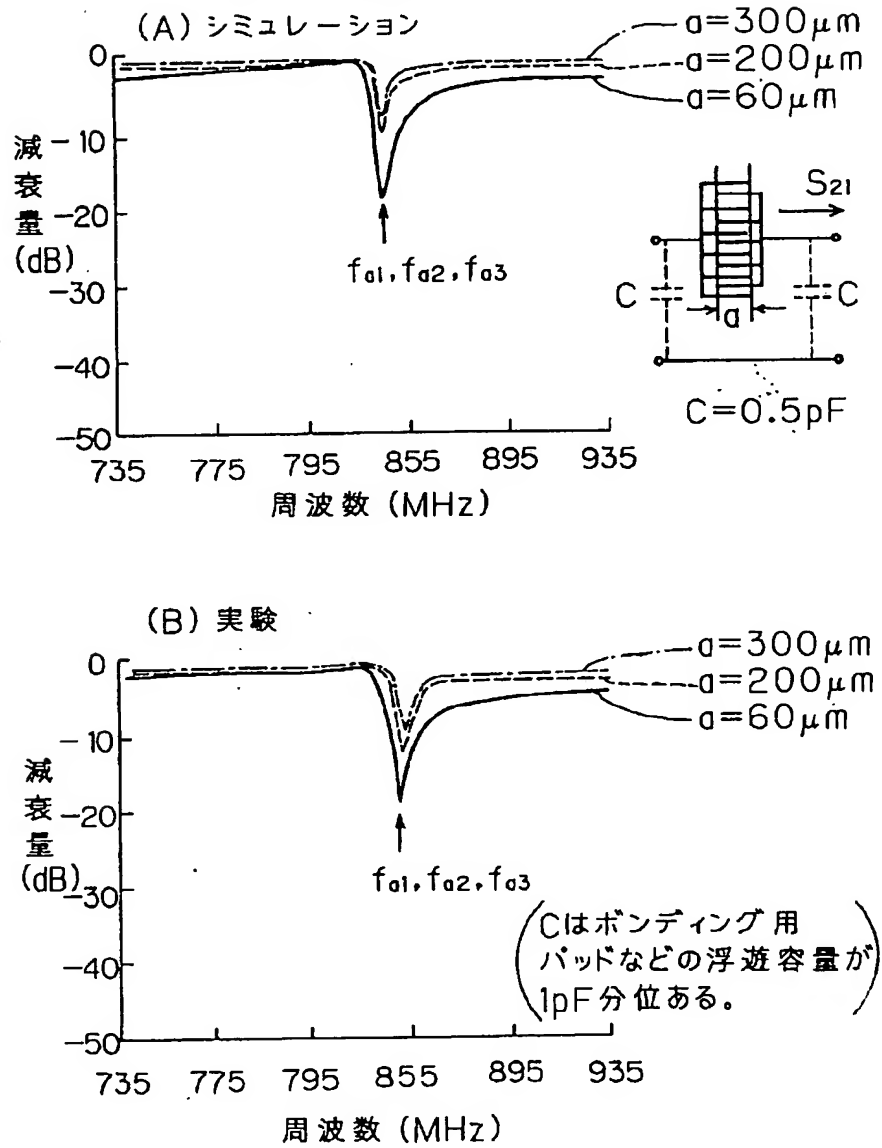 (A) シミュレーション
a=300μm
a=200μm
a=60μm
0
-10
-20
-30
-40
-50
減衰量
(dB)
fa1,fa2,fa3
735 775 795 855 895 935
周波数 (MHz)
S21
C
C
a
C=0.5pF
(B) 実験
a=300μm
a=200μm
a=60μm
0
-10
-20
-30
-40
-50
減衰量
(dB)
fa1,fa2,fa3
Cはボンディング用
パッドなどの浮遊容量が
1pF分位ある。
735 775 795 855 895 935
周波数 (MHz)